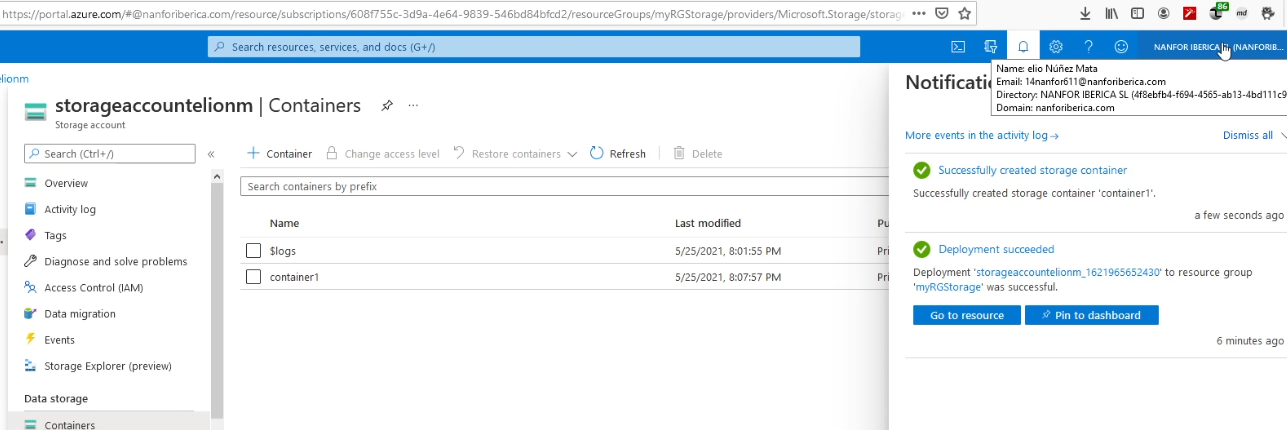 https://portal.azure.com/#@nanforiberica.com/resource/subscriptions/608f755c-3d9a-4e64-9839-546bd84bfcd2/resourceGroups/myRGStorage/providers/Microsoft.Storage/storag
86
md
Search resources, services, and docs (G+/)
NANFOR IBERICA SL (NANFORIB...
elionm
storageaccountelionm | Containers
Storage account
Name: elio Núñez Mata
Email: 14nanfor611@nanforiberica.com
Directory: NANFOR IBERICA SL (4f8ebfb4-f694-4565-ab13-4bd111c9
Domain: nanforiberica.com
Search (Ctrl+/)
Overview
Activity log
Tags
Diagnose and solve problems
Access Control (IAM)
Data migration
Events
Storage Explorer (preview)
Data storage
Containers
Container
Change access level
Restore containers
Refresh
Delete
Search containers by prefix
Name
Last modified
Pu
$logs
5/25/2021, 8:01:55 PM
Pri
container1
5/25/2021, 8:07:57 PM
Pri
Notificati
More events in the activity log →
Dismiss all
Successfully created storage container
Successfully created storage container 'container1'.
a few seconds ago
Deployment succeeded
Deployment 'storageaccountelionm_1621965652430' to resource group
'myRGStorage' was successful.
Go to resource
Pin to dashboard
6 minutes ago